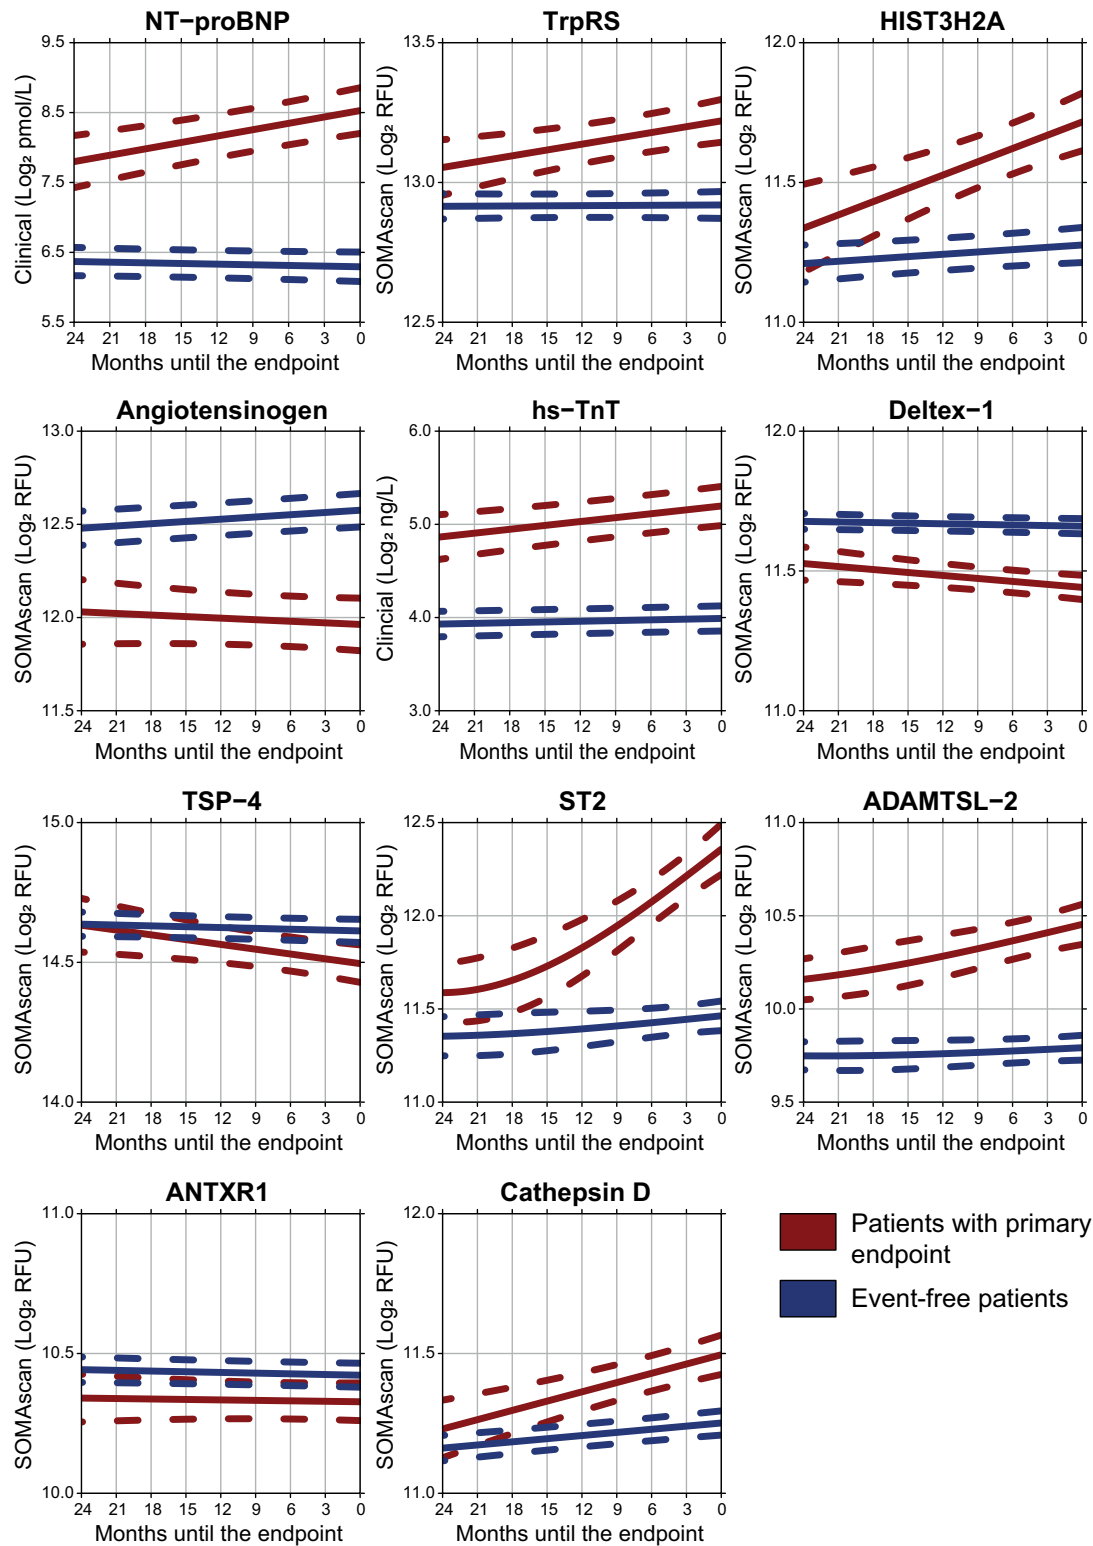 NT−proBNP
Clinical (Log₂ pmol/L)
9.5
8.5
7.5
6.5
5.5
24 21 18 15 12 9 6 3 0
Months until the endpoint
TrpRS
SOMAscan (Log₂ RFU)
13.5
13.0
12.5
24 21 18 15 12 9 6 3 0
Months until the endpoint
HIST3H2A
SOMAscan (Log₂ RFU)
12.0
11.5
11.0
24 21 18 15 12 9 6 3 0
Months until the endpoint
Angiotensinogen
SOMAscan (Log₂ RFU)
13.0
12.5
12.0
11.5
24 21 18 15 12 9 6 3 0
Months until the endpoint
hs−TnT
Clincial (Log₂ ng/L)
6.0
5.0
4.0
3.0
24 21 18 15 12 9 6 3 0
Months until the endpoint
Deltex−1
SOMAscan (Log₂ RFU)
12.0
11.5
11.0
24 21 18 15 12 9 6 3 0
Months until the endpoint
TSP−4
SOMAscan (Log₂ RFU)
15.0
14.5
14.0
24 21 18 15 12 9 6 3 0
Months until the endpoint
ST2
SOMAscan (Log₂ RFU)
12.5
12.0
11.5
11.0
24 21 18 15 12 9 6 3 0
Months until the endpoint
ADAMTSL−2
SOMAscan (Log₂ RFU)
11.0
10.5
10.0
9.5
24 21 18 15 12 9 6 3 0
Months until the endpoint
ANTXR1
SOMAscan (Log₂ RFU)
11.0
10.5
10.0
24 21 18 15 12 9 6 3 0
Months until the endpoint
Cathepsin D
SOMAscan (Log₂ RFU)
12.0
11.5
11.0
24 21 18 15 12 9 6 3 0
Months until the endpoint
Patients with primary
endpoint
Event-free patients